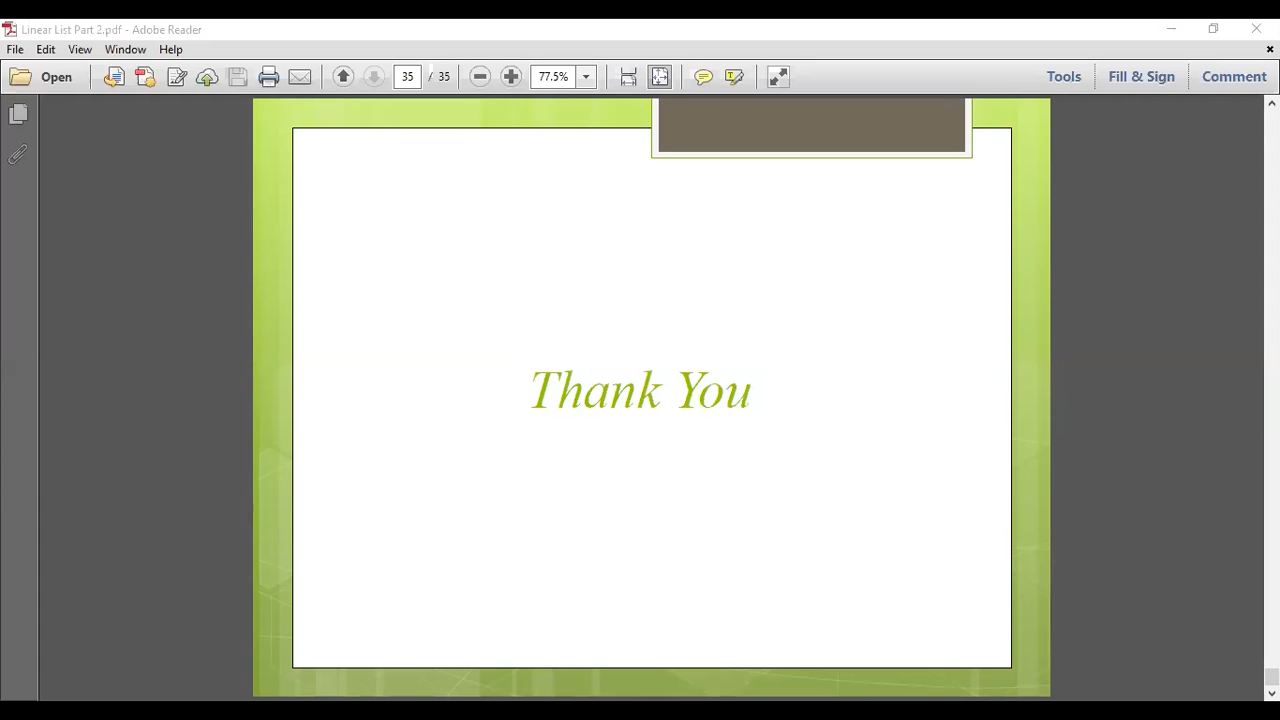 Linear List Part 2.pdf - Adobe Reader
File Edit View Window Help
Open 35 / 35 77.5% Tools Fill & Sign Comment
Thank You